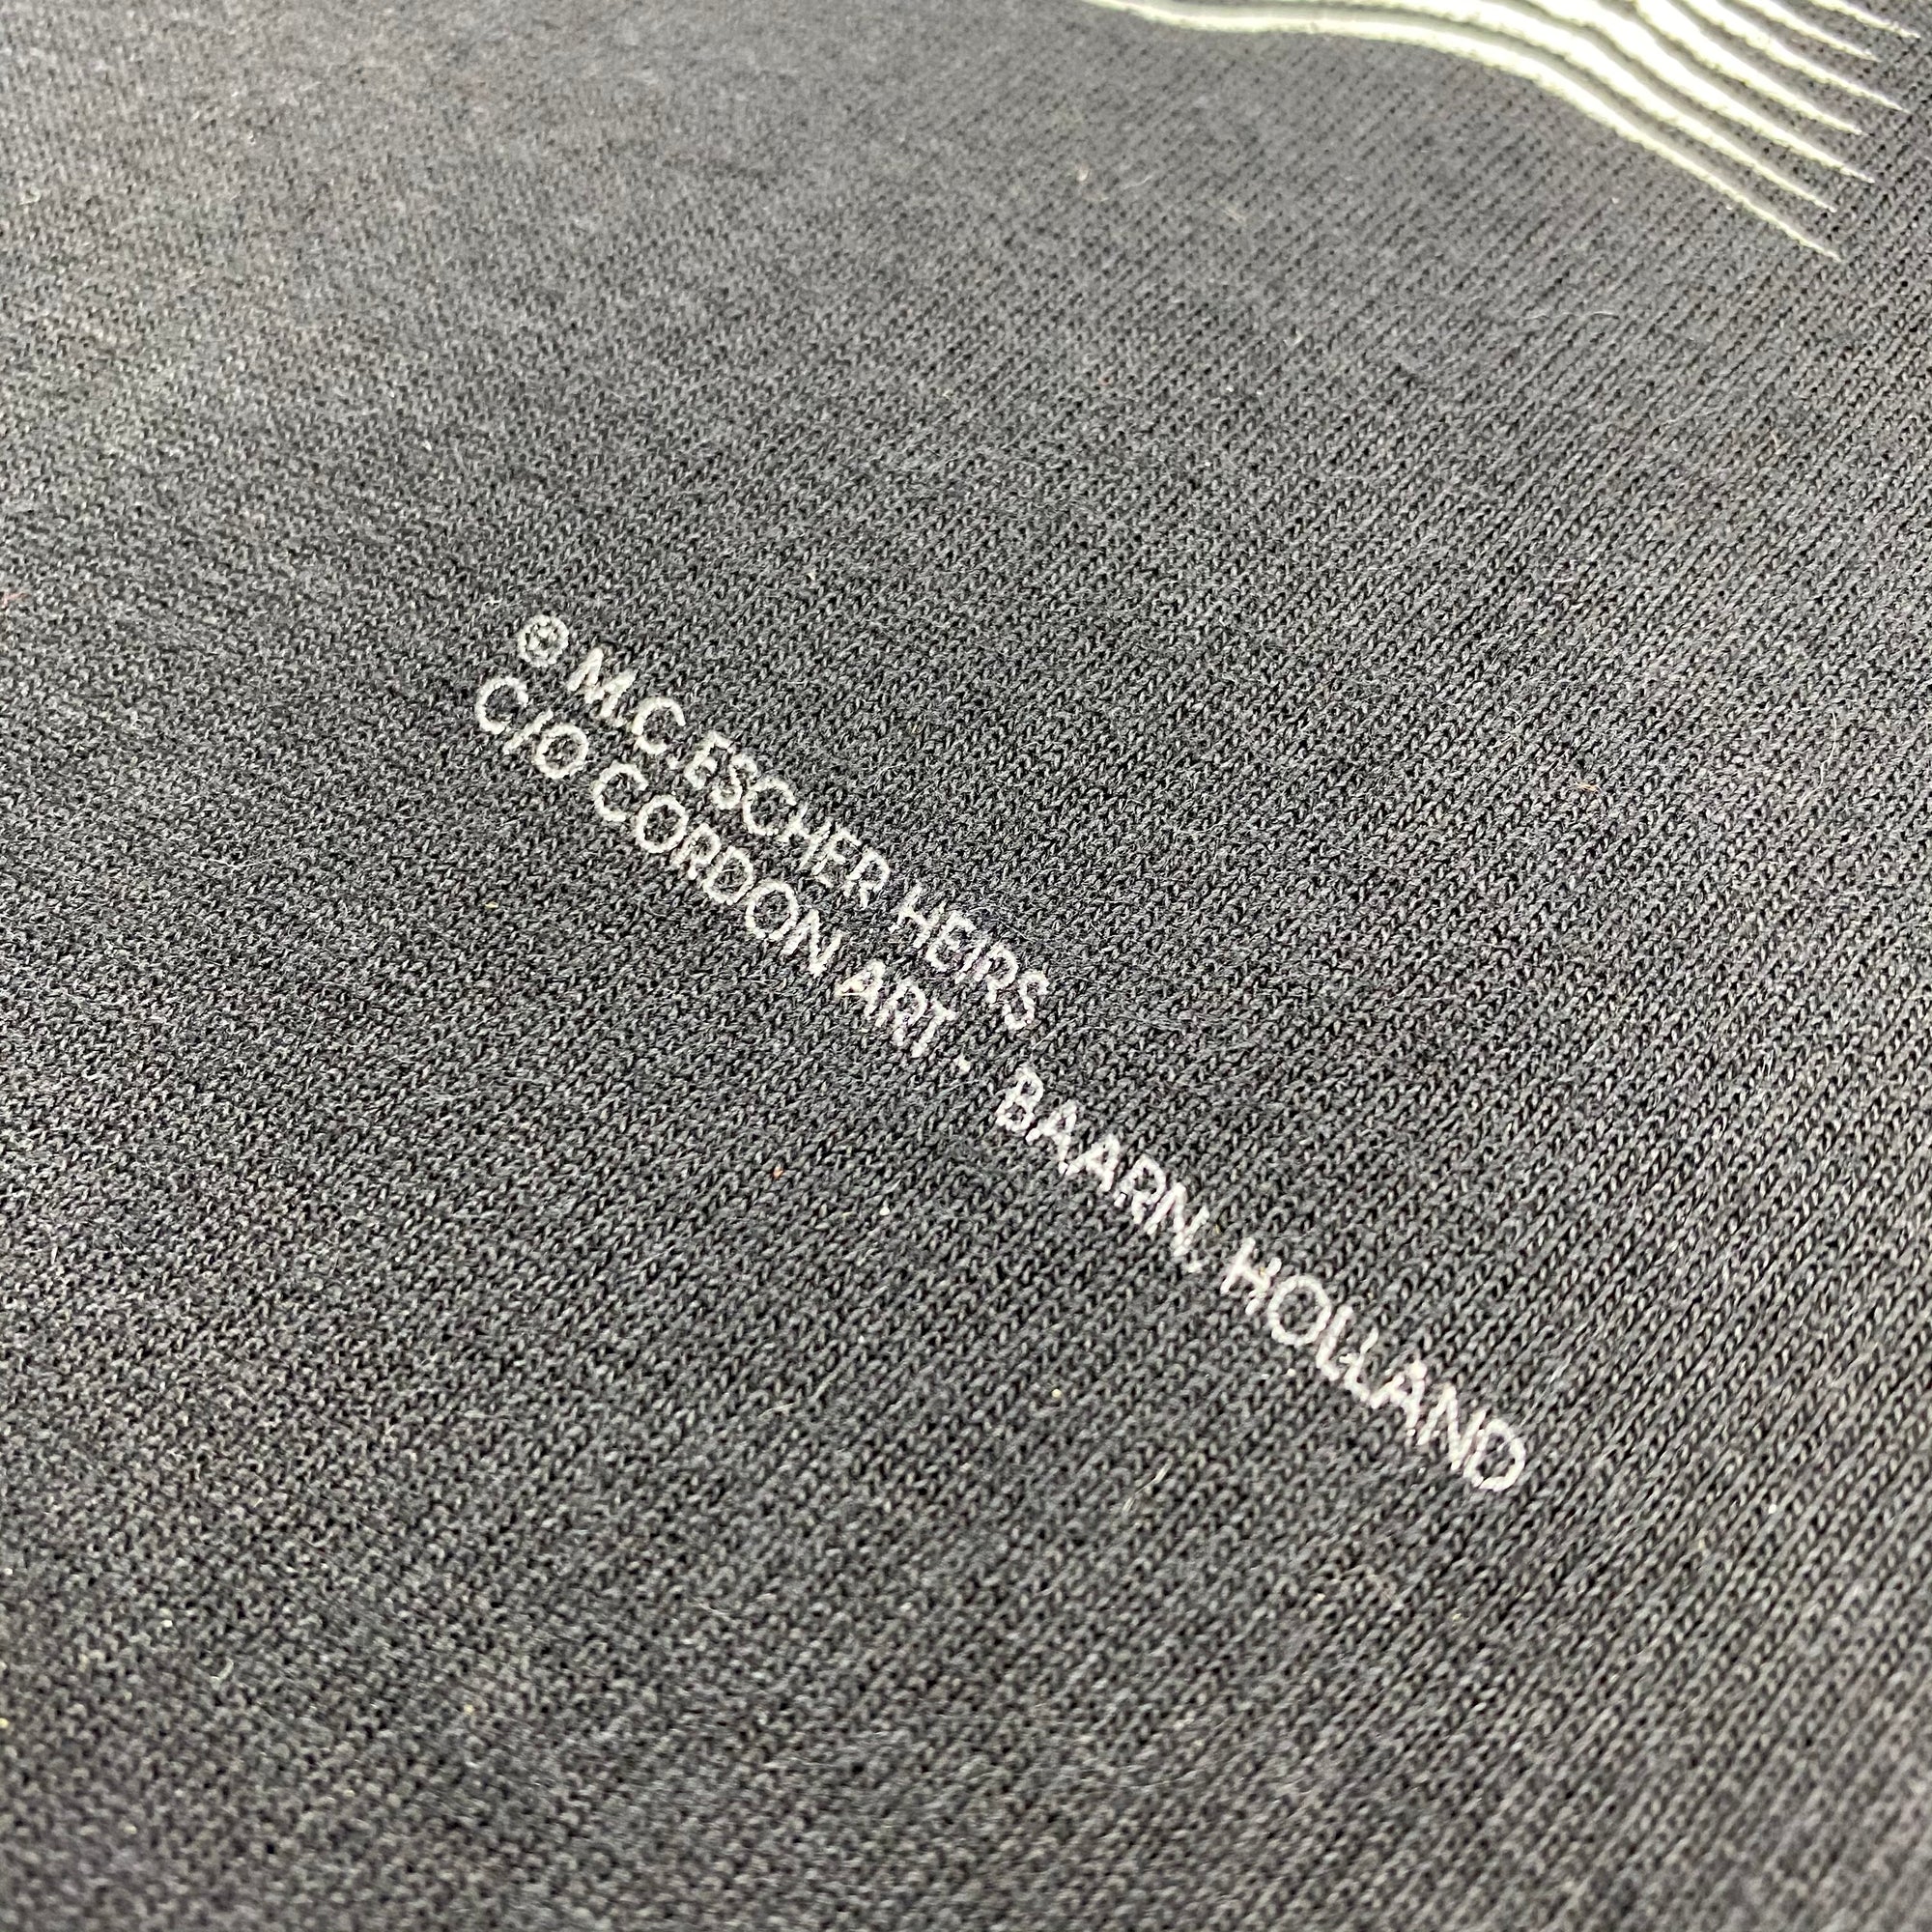 © M.C.ESCHER HEIRS
C/O CORDON ART - BAARN, HOLLAND